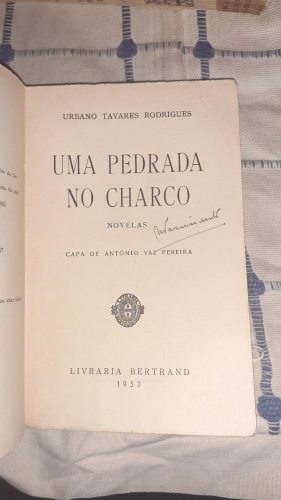 URBANO TAVARES RODRIGUES
UMA PEDRADA
NO CHARCO
NOVELAS
CAPA DE ANTÓNIO VAZ PEREIRA
LIVRARIA BERTRAND
1957